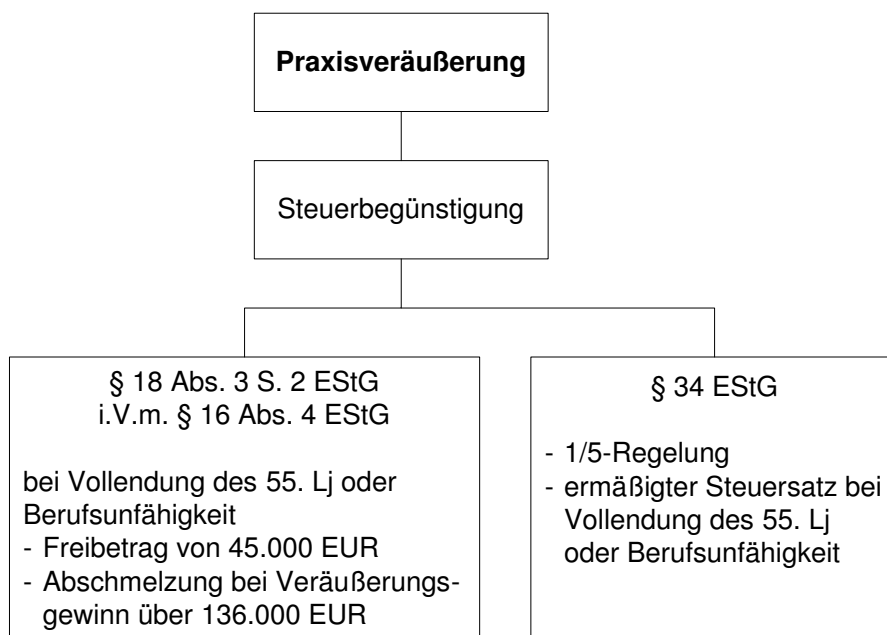 Praxisveräußerung
Steuerbegünstigung
§ 18 Abs. 3 S. 2 EStG
i.V.m. § 16 Abs. 4 EStG
bei Vollendung des 55. Lj oder
Berufsunfähigkeit
- Freibetrag von 45.000 EUR
- Abschmelzung bei Veräußerungs-
gewinn über 136.000 EUR
§ 34 EStG
- 1/5-Regelung
- ermäßigter Steuersatz bei
Vollendung des 55. Lj
oder Berufsunfähigkeit